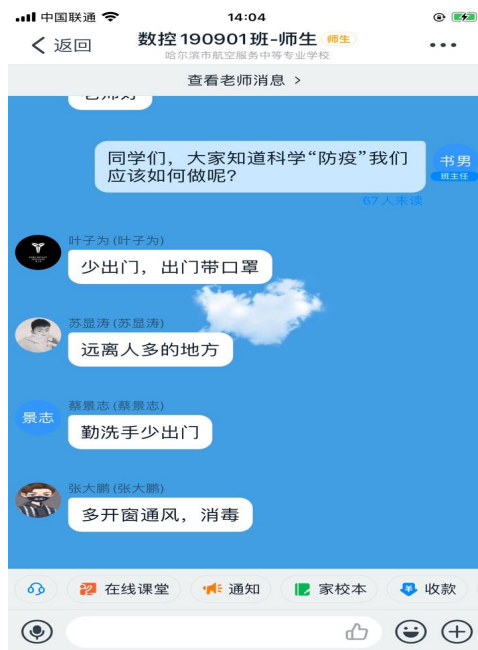 中国联通
14:04
返回
数控190901班-师生
师生
哈尔滨市航空服务中等专业学校
查看老师消息 >
老师好
同学们，大家知道科学“防疫”我们
应该如何做呢?
书男
班主任
67人未读
叶子为(叶子为)
少出门，出门带口罩
苏显涛(苏显涛)
远离人多的地方
景志
蔡景志(蔡景志)
勤洗手少出门
张大鹏(张大鹏)
多开窗通风，消毒
在线课堂
通知
家校本
收款